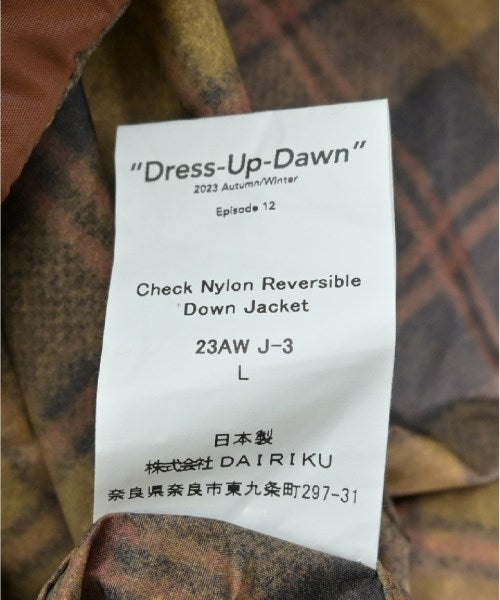 "Dress-Up-Dawn"
2023 Autumn/Winter
Episode 12
Check Nylon Reversible
Down Jacket
23AW J-3
L
日本製
株式会社 DAIRIKU
奈良県奈良市東九条町297-31